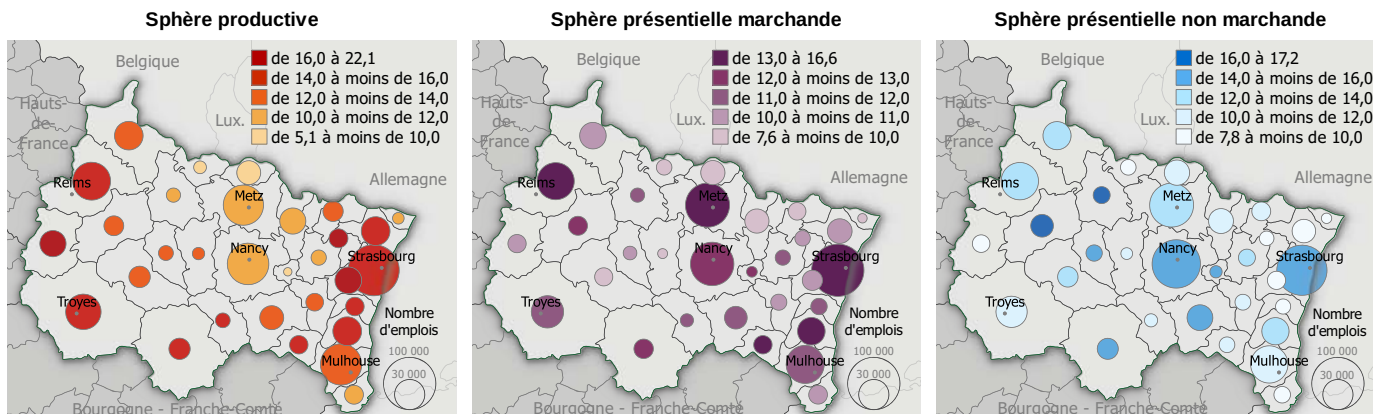 Sphère productive
Belgique
Hauts-
de-
France
Lux.
Allemagne
de 16,0 à 22,1
de 14,0 à moins de 16,0
de 12,0 à moins de 14,0
de 10,0 à moins de 12,0
de 5,1 à moins de 10,0
Reims
Metz
Nancy
Strasbourg
Troyes
Mulhouse
Nombre
d'emplois
100 000
30 000
Bourgogne - Franche-Comté
Sphère présentielle marchande
Belgique
Hauts-
de-
France
Lux.
Allemagne
de 13,0 à 16,6
de 12,0 à moins de 13,0
de 11,0 à moins de 12,0
de 10,0 à moins de 11,0
de 7,6 à moins de 10,0
Reims
Metz
Nancy
Strasbourg
Troyes
Mulhouse
Nombre
d'emplois
100 000
30 000
Bourgogne - Franche-Comté
Sphère présentielle non marchande
Belgique
Hauts-
de-
France
Lux.
Allemagne
de 16,0 à 17,2
de 14,0 à moins de 16,0
de 12,0 à moins de 14,0
de 10,0 à moins de 12,0
de 7,8 à moins de 10,0
Reims
Metz
Nancy
Strasbourg
Troyes
Mulhouse
Nombre
d'emplois
100 000
30 000
Bourgogne - Franche-Comté